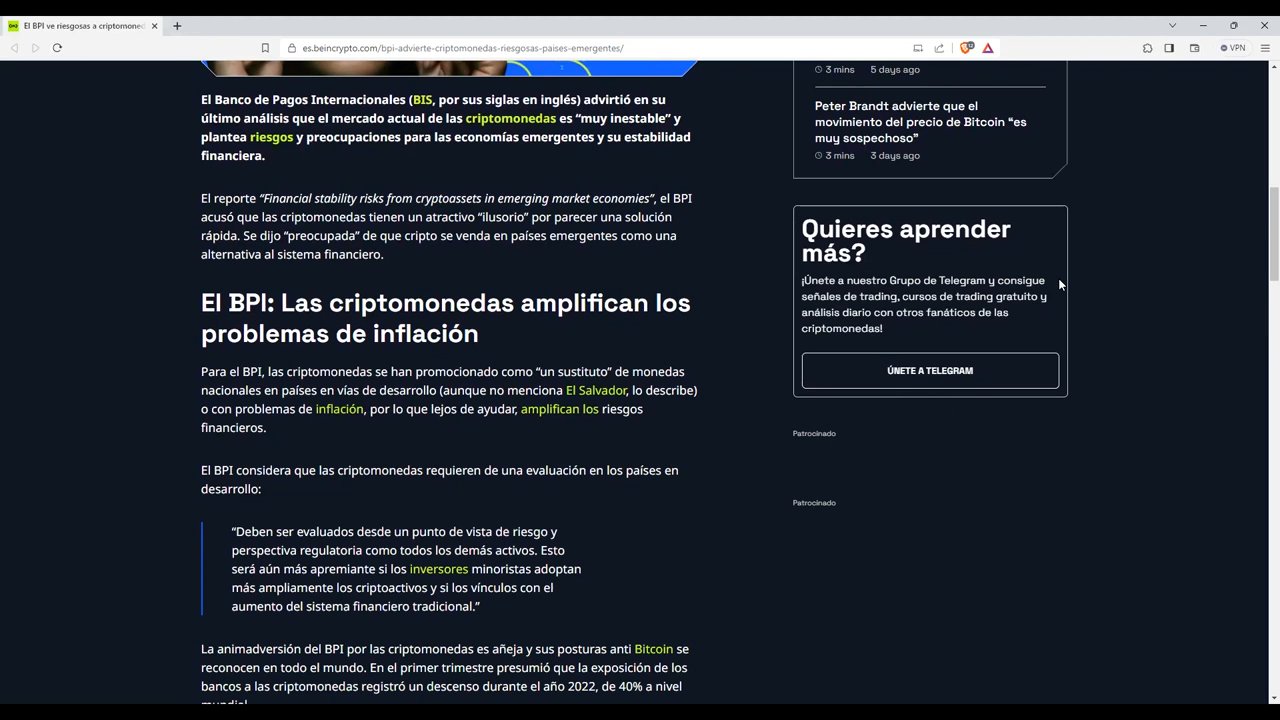 El BPI ve riesgosas a criptomoned
es.beincrypto.com/bpi-advierte-criptomonedas-riesgosas-paises-emergentes/
VPN
El Banco de Pagos Internacionales (BIS, por sus siglas en inglés) advirtió en su
último análisis que el mercado actual de las criptomonedas es “muy inestable” y
plantea riesgos y preocupaciones para las economías emergentes y su estabilidad
financiera.
El reporte “Financial stability risks from cryptoassets in emerging market economies”, el BPI
acusó que las criptomonedas tienen un atractivo “ilusorio” por parecer una solución
rápida. Se dijo “preocupada” de que cripto se venda en países emergentes como una
alternativa al sistema financiero.
El BPI: Las criptomonedas amplifican los
problemas de inflación
Para el BPI, las criptomonedas se han promocionado como “un sustituto” de monedas
nacionales en países en vías de desarrollo (aunque no menciona El Salvador, lo describe)
o con problemas de inflación, por lo que lejos de ayudar, amplifican los riesgos
financieros.
El BPI considera que las criptomonedas requieren de una evaluación en los países en
desarrollo:
“Deben ser evaluados desde un punto de vista de riesgo y
perspectiva regulatoria como todos los demás activos. Esto
será aún más apremiante si los inversores minoristas adoptan
más ampliamente los criptoactivos y si los vínculos con el
aumento del sistema financiero tradicional.”
La animadversión del BPI por las criptomonedas es añeja y sus posturas anti Bitcoin se
reconocen en todo el mundo. En el primer trimestre presumió que la exposición de los
bancos a las criptomonedas registró un descenso durante el año 2022, de 40% a nivel
mundial
3 mins 5 days ago
Peter Brandt advierte que el
movimiento del precio de Bitcoin “es
muy sospechoso”
3 mins 3 days ago
Quieres aprender
más?
¡Únete a nuestro Grupo de Telegram y consigue
señales de trading, cursos de trading gratuito y
análisis diario con otros fanáticos de las
criptomonedas!
ÚNETE A TELEGRAM
Patrocinado
Patrocinado